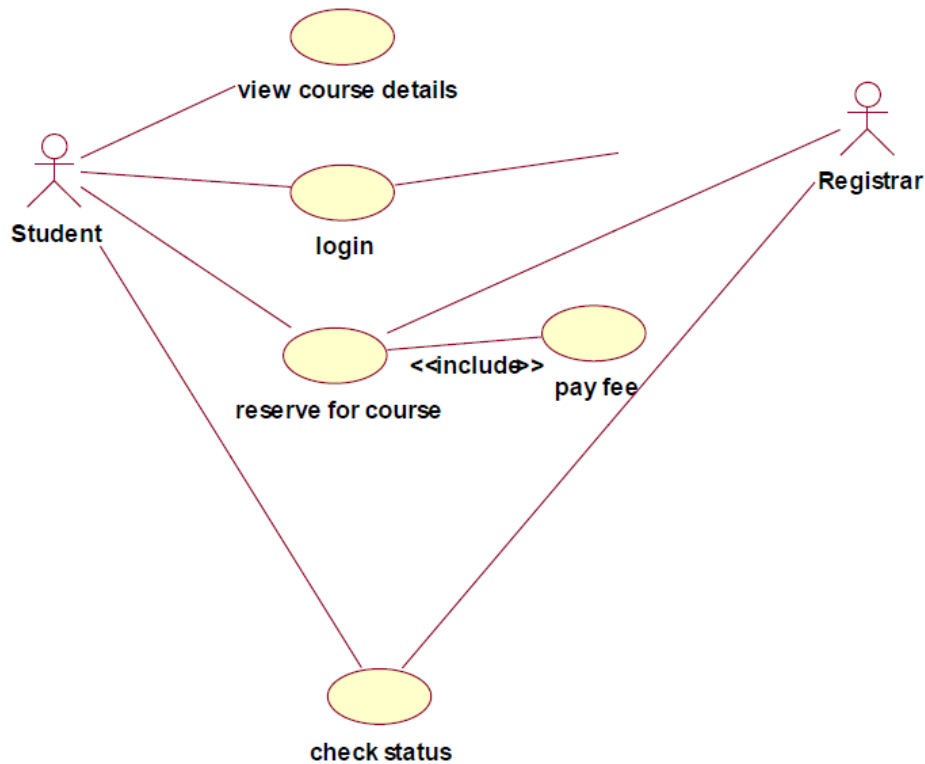 view course details
Registrar
Student
login
<<include>>
pay fee
reserve for course
check status